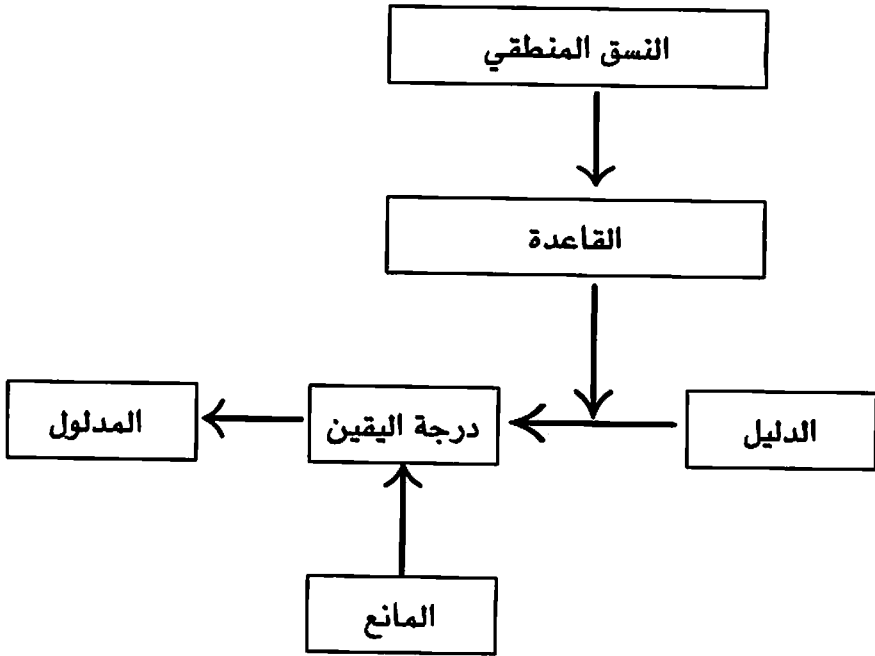 النسق المنطقي
القاعدة
الدليل
درجة اليقين
المدلول
المانع